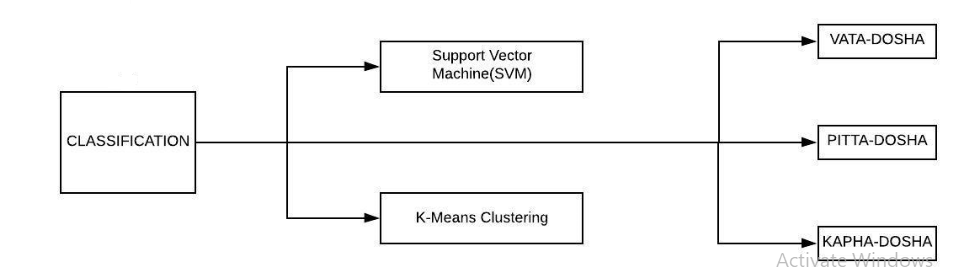 VATA-DOSHA
Support Vector
Machine(SVM)
CLASSIFICATION
PITTA-DOSHA
K-Means Clustering
KAPHA-DOSHA
Activate Windows